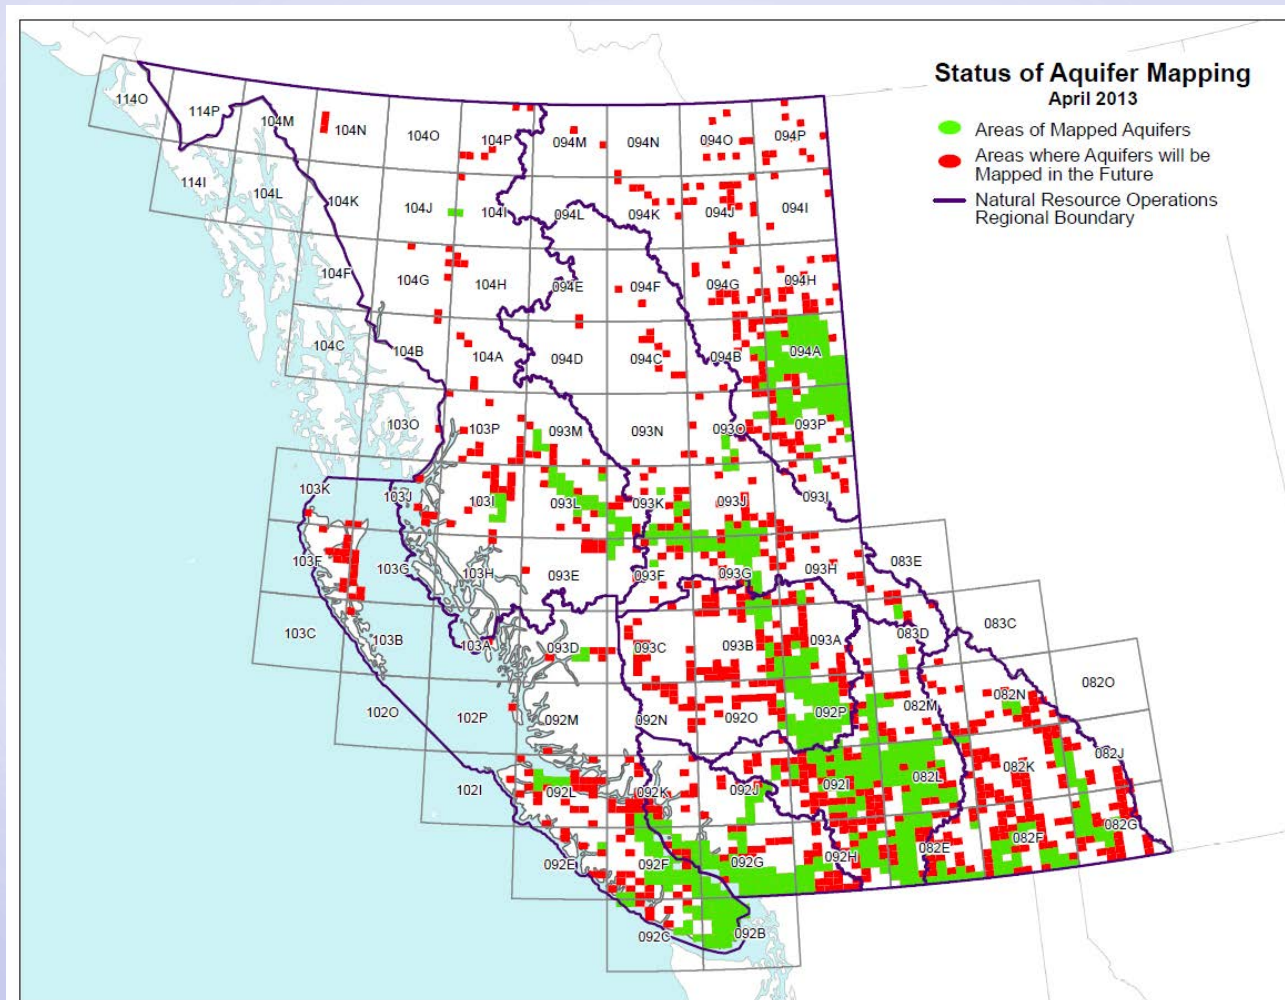 Status of Aquifer Mapping
April 2013
Areas of Mapped Aquifers
Areas where Aquifers will be
Mapped in the Future
Natural Resource Operations
Regional Boundary
114O
114P
104M
104N
104O
104P
094M
094N
094O
094P
114I
104L
104K
104J
104I
094L
094K
094J
094I
104F
104G
104H
094E
094F
094G
094H
104C
104B
104A
094D
094C
094B
094A
103O
103P
093M
093N
093O
093P
103K
103J
103I
093L
093K
093J
093I
103F
103G
103H
093E
093F
093G
093H
083E
103C
103B
103A
093D
093C
093B
093A
083D
083C
102O
102P
092M
092N
092O
092P
082M
082N
082O
102I
092L
092K
092J
092I
082L
082K
082J
092E
092F
092G
092H
082E
082F
082G
092C
092B